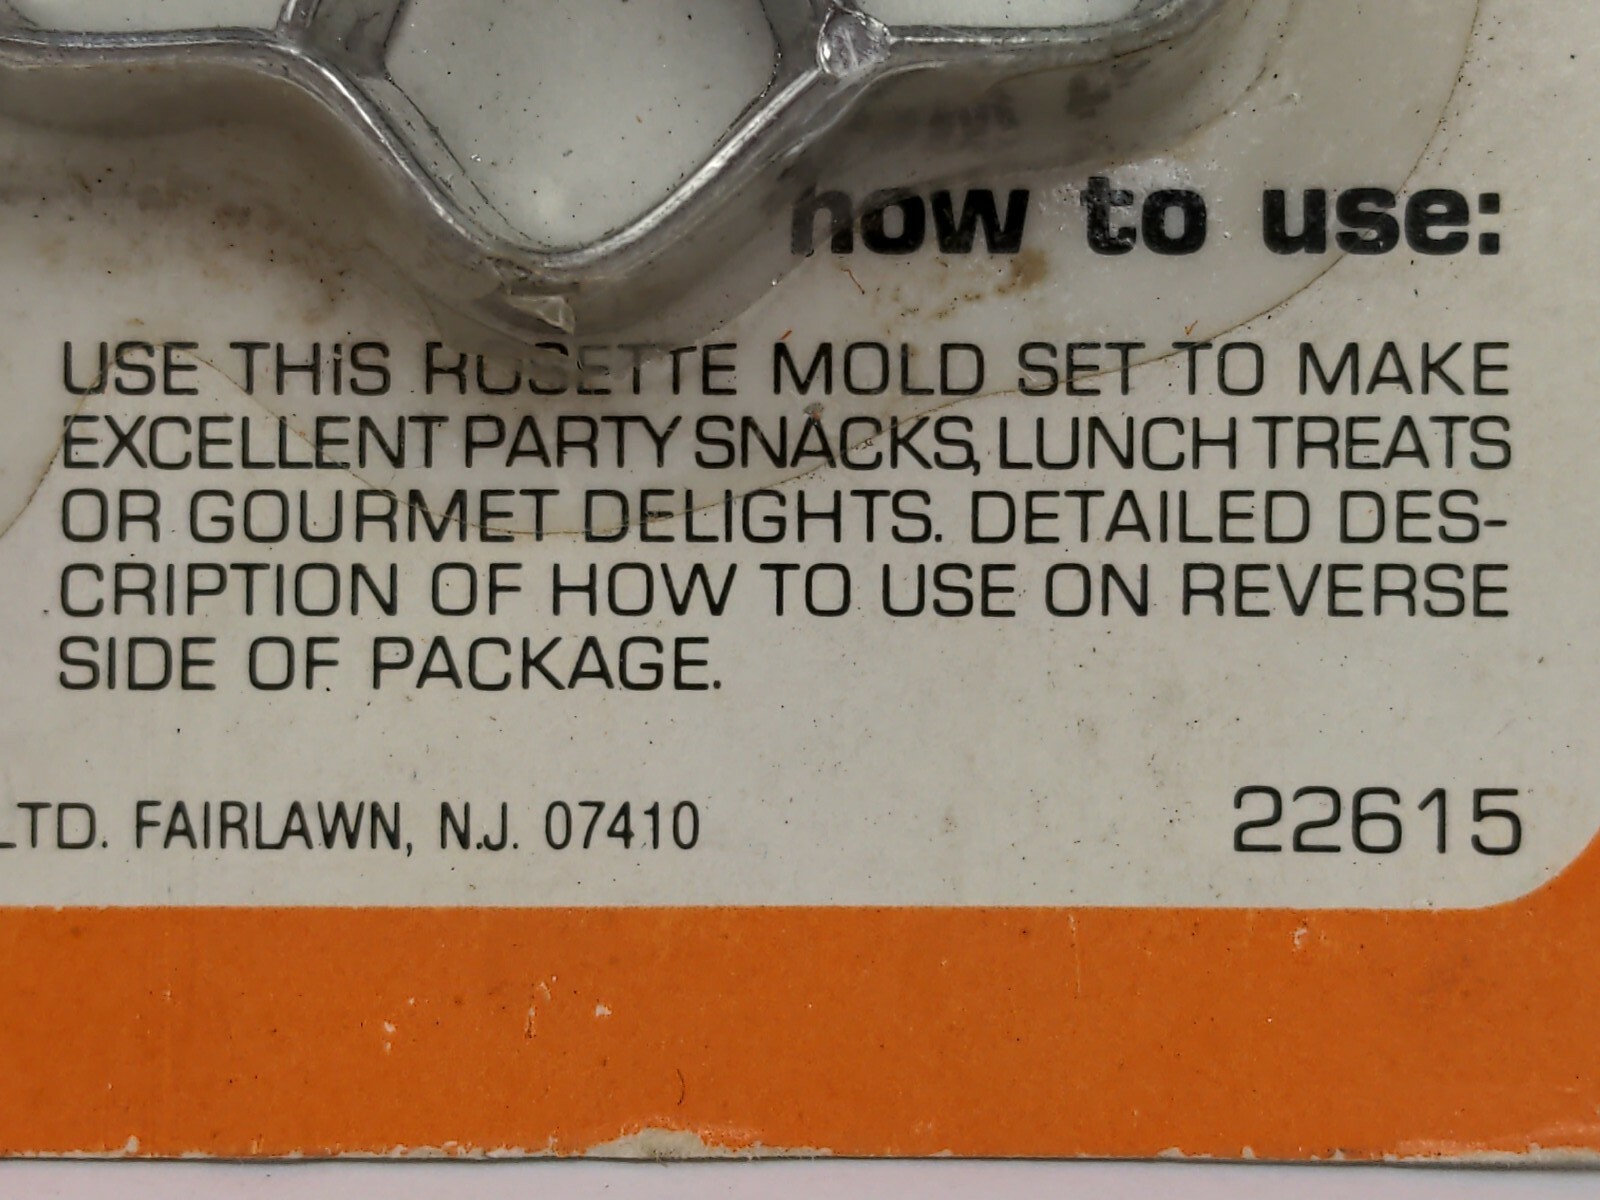 how to use:
USE THiS ROSETTE MOLD SET TO MAKE
EXCELLENT PARTY SNACKS, LUNCH TREATS
OR GOURMET DELIGHTS. DETAILED DES-
CRIPTION OF HOW TO USE ON REVERSE
SIDE OF PACKAGE.
LTD. FAIRLAWN, N.J. 07410
22615